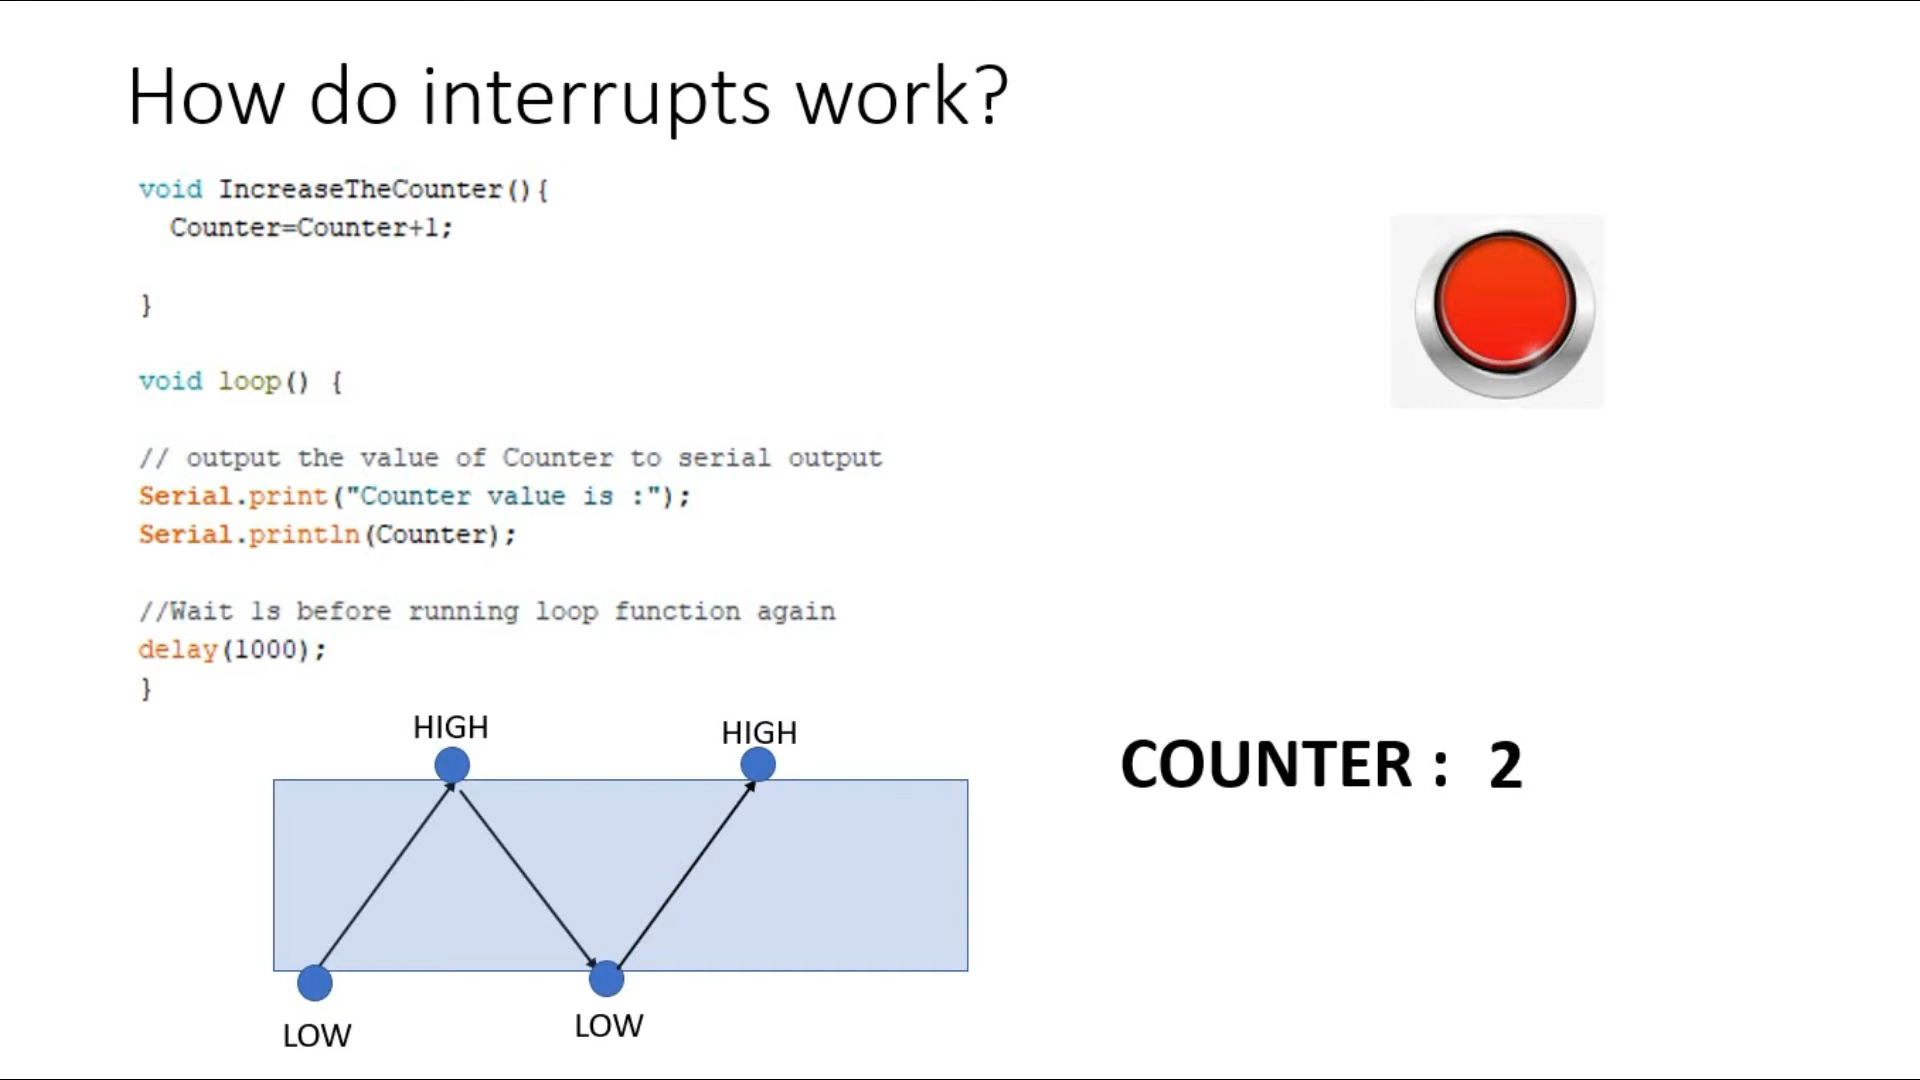 How do interrupts work?
void IncreaseTheCounter(){
Counter=Counter+1;
}
void loop() {
// output the value of Counter to serial output
Serial.print("Counter value is :");
Serial.println(Counter);
//Wait 1s before running loop function again
delay(1000);
}
HIGH
HIGH
COUNTER : 2
LOW
LOW